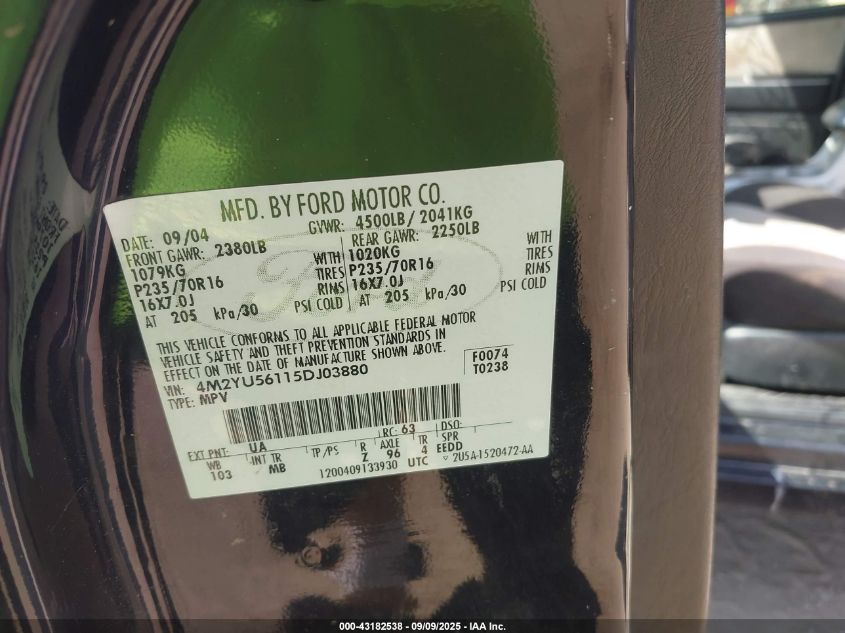 MFD. BY FORD MOTOR CO.
DATE: 09/04 GVWR: 4500LB/ 2041KG
FRONT GAWR: 2380LB REAR GAWR: 2250LB
1079KG WITH 1020KG WITH
P235/70R16 TIRES P235/70R16 TIRES
16X7.0J RIMS 16X7.0J RIMS
AT 205 kPa/30 PSI COLD AT 205 kPa/30 PSI COLD
THIS VEHICLE CONFORMS TO ALL APPLICABLE FEDERAL MOTOR
VEHICLE SAFETY AND THEFT PREVENTION STANDARDS IN
EFFECT ON THE DATE OF MANUFACTURE SHOWN ABOVE.
VIN: 4M2YU56115DJ03880 F0074
TYPE: MPV T0238
EXT PNT: UA RC: 63 DSO:
WB INT TR TP/PS R AXLE TR SPR
103 MB Z 96 4 EEDD
1200409133930 UTC 2U5A-1520472-AA
000-43182538 - 09/09/2025 - IAA Inc.